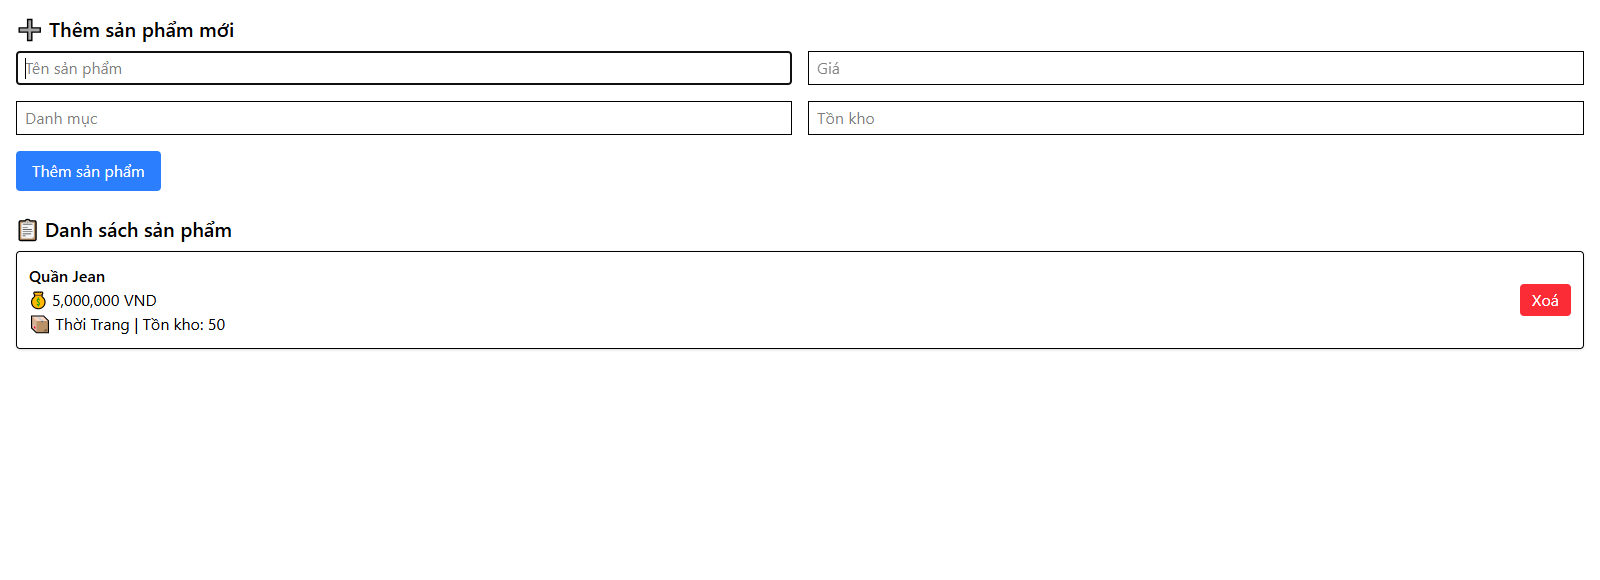 ➕ Thêm sản phẩm mới
Tên sản phẩm
Giá
Danh mục
Tồn kho
Thêm sản phẩm
📋 Danh sách sản phẩm
Quần Jean
💰 5,000,000 VND
📦 Thời Trang | Tồn kho: 50
Xoá